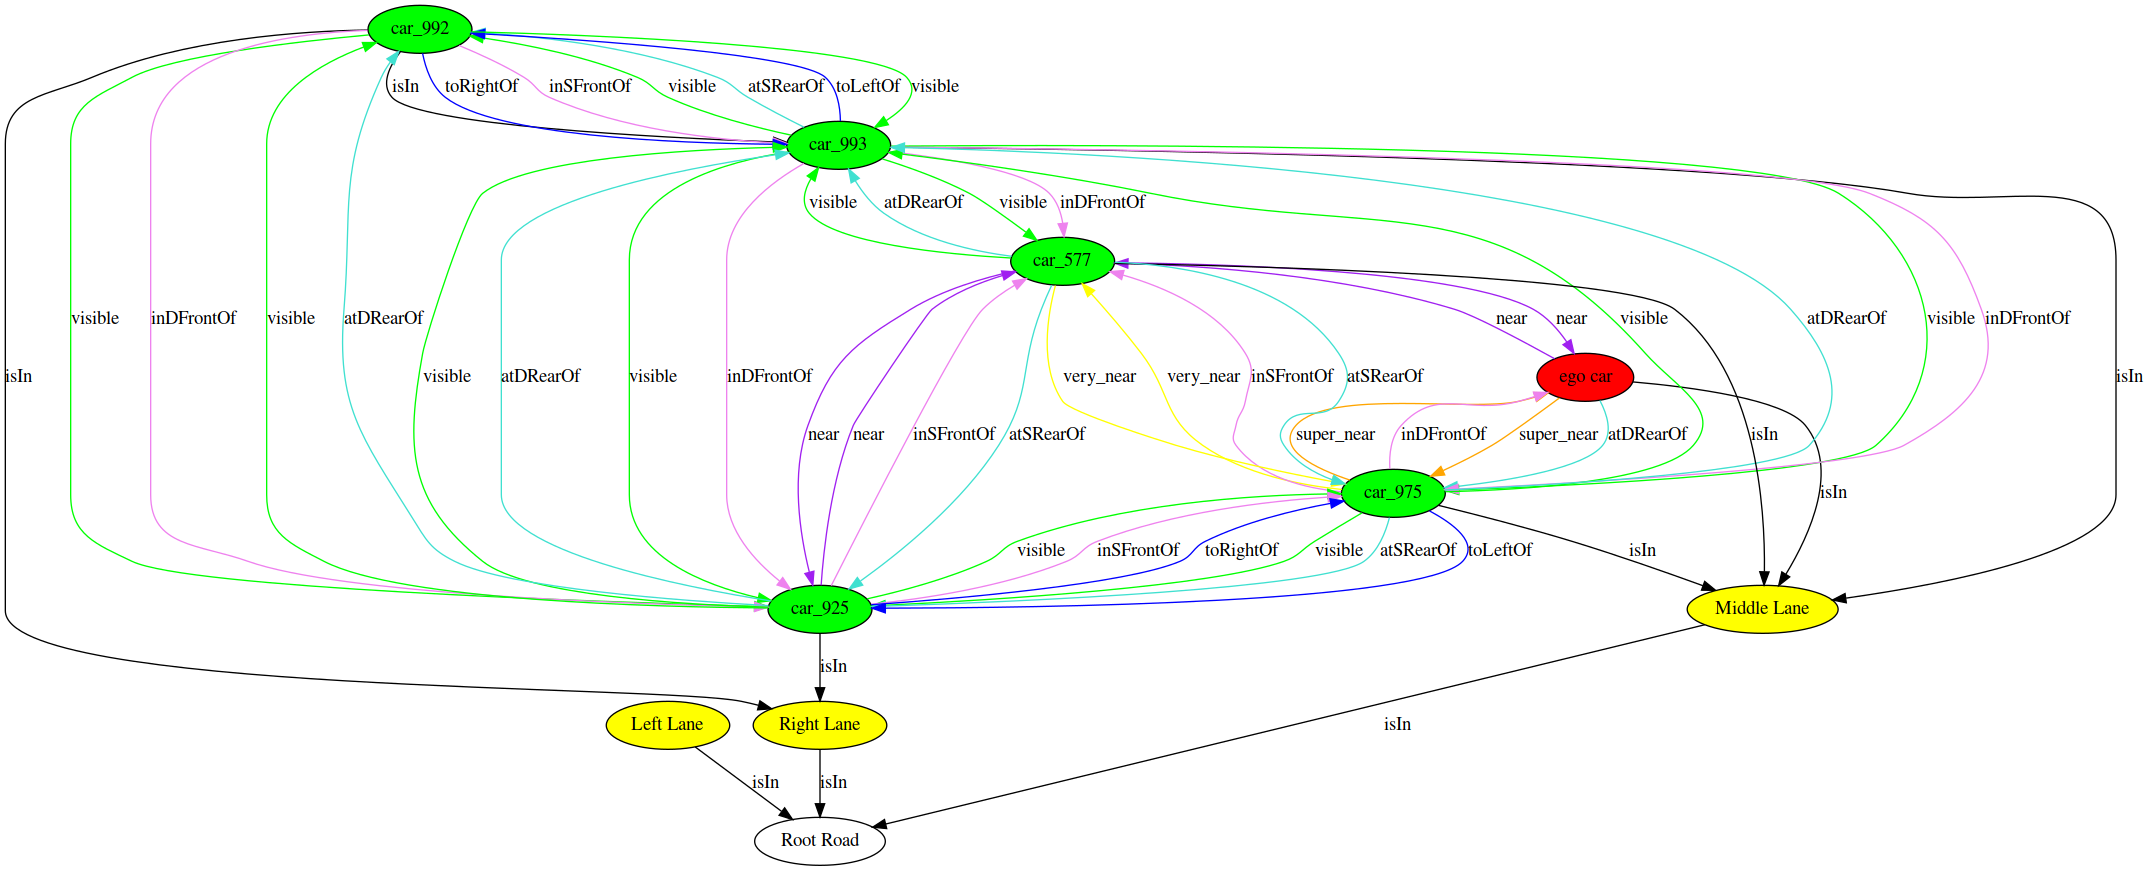 car_992
isIn
toRightOf
inSFrontOf
visible
atSRearOf
toLeftOf
visible
car_993
visible
atDRearOf
visible
inDFrontOf
car_577
visible
inDFrontOf
visible
atDRearOf
near
near
visible
atDRearOf
visible
inDFrontOf
isIn
visible
atDRearOf
visible
inDFrontOf
very_near
very_near
inSFrontOf
atSRearOf
ego car
isIn
near
near
inSFrontOf
atSRearOf
super_near
inDFrontOf
super_near
atDRearOf
isIn
car_975
isIn
visible
inSFrontOf
toRightOf
visible
atSRearOf
toLeftOf
isIn
car_925
Middle Lane
isIn
Left Lane
Right Lane
isIn
isIn
isIn
Root Road